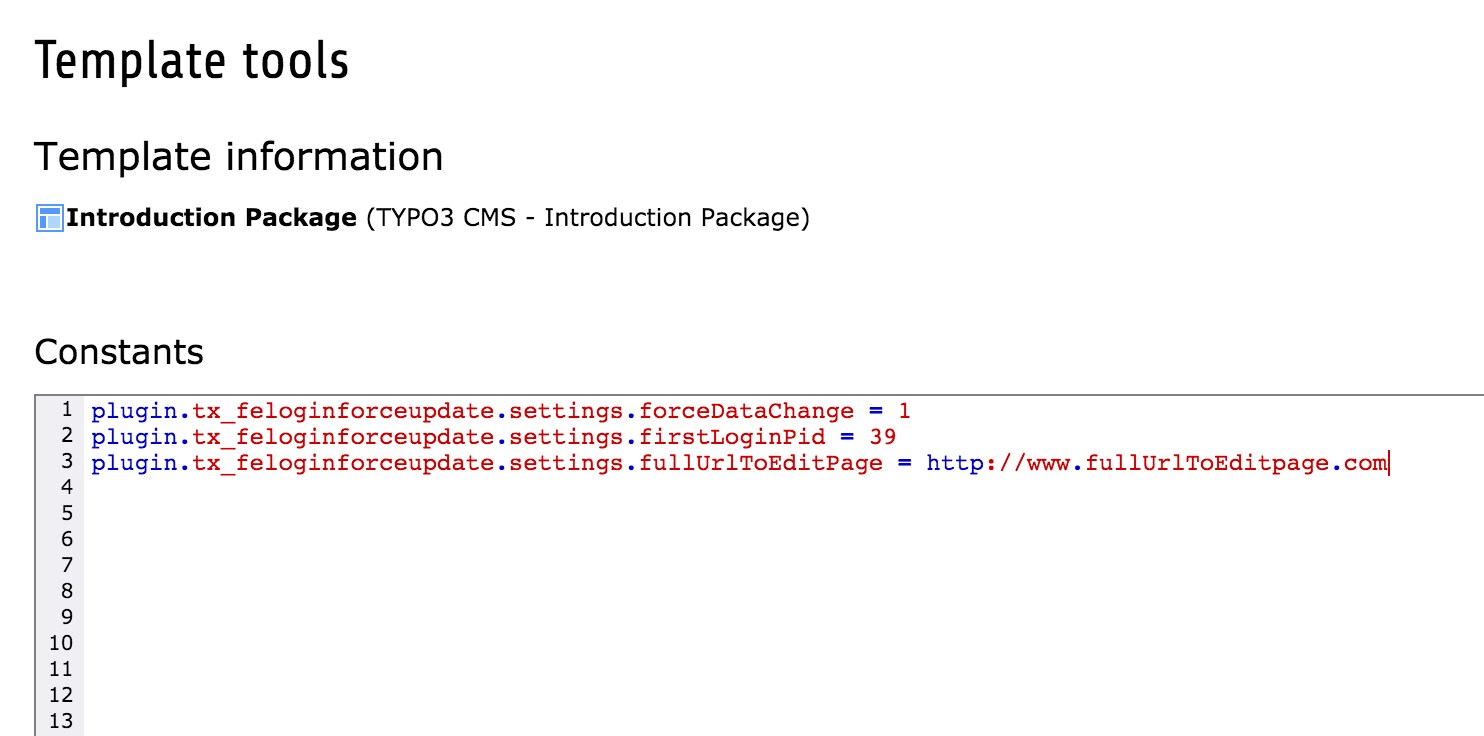 Template tools
Template information
Introduction Package (TYPO3 CMS - Introduction Package)
Constants
1 plugin.tx_feloginforceupdate.settings.forceDataChange = 1
2 plugin.tx_feloginforceupdate.settings.firstLoginPid = 39
3 plugin.tx_feloginforceupdate.settings.fullUrlToEditPage = http://www.fullUrlToEditpage.com
4
5
6
7
8
9
10
11
12
13